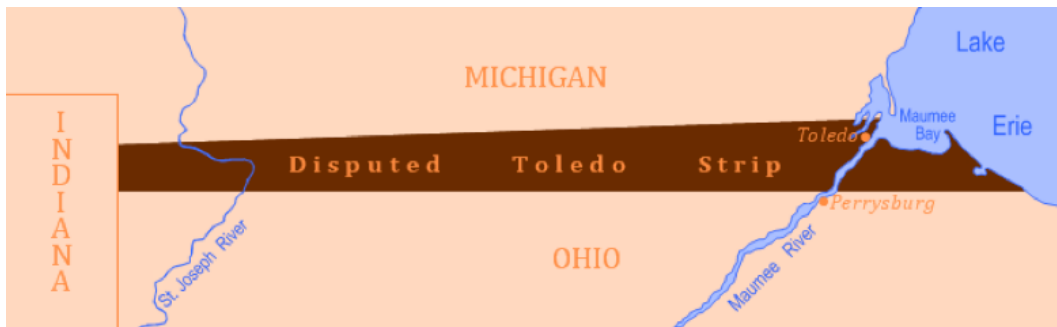 Lake
Erie
MICHIGAN
Maumee
Bay
Toledo
INDIANA
Disputed Toledo Strip
Perrysburg
St. Joseph River
Maumee River
OHIO